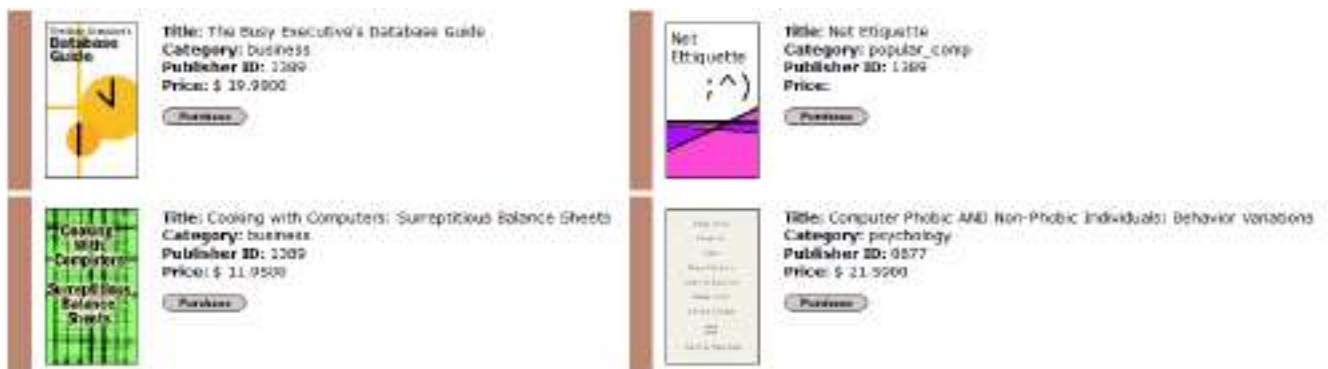 Database
Guide
Title: The Busy Executive's Database Guide
Category: business
Publisher ID: 1389
Price: $ 19.9900
Purchase
Net
Etiquette
;^)
Title: Net Etiquette
Category: popular_comp
Publisher ID: 1389
Price:
Purchase
Cooking
With
Computers:
Surreptitious
Balance
Sheets
Title: Cooking with Computers: Surreptitious Balance Sheets
Category: business
Publisher ID: 1389
Price: $ 11.9500
Purchase
Title: Computer Phobic AND Non-Phobic Individuals: Behavior Variations
Category: psychology
Publisher ID: 0877
Price: $ 21.5900
Purchase